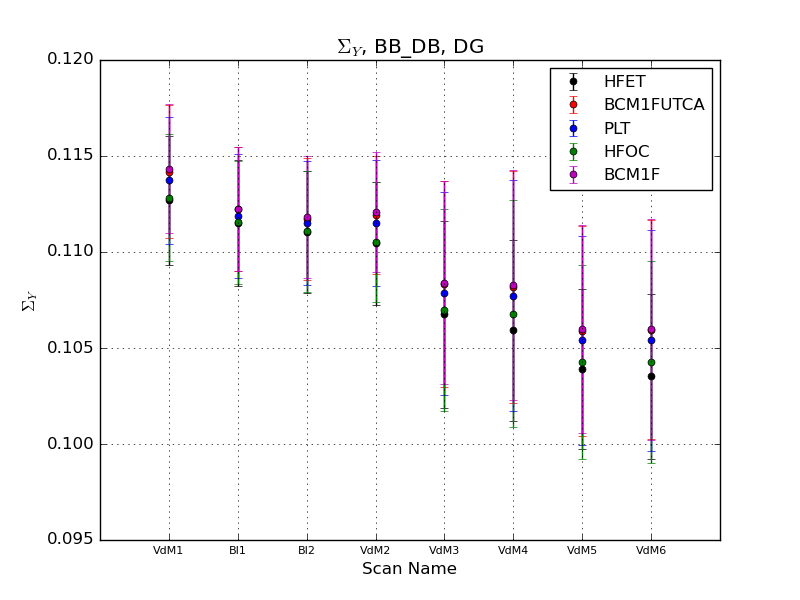 Σ_Y, BB_DB, DG
0.120
0.115
0.110
0.105
0.100
0.095
Σ_Y
HFET
BCM1FUTCA
PLT
HFOC
BCM1F
VdM1 BI1 BI2 VdM2 VdM3 VdM4 VdM5 VdM6
Scan Name